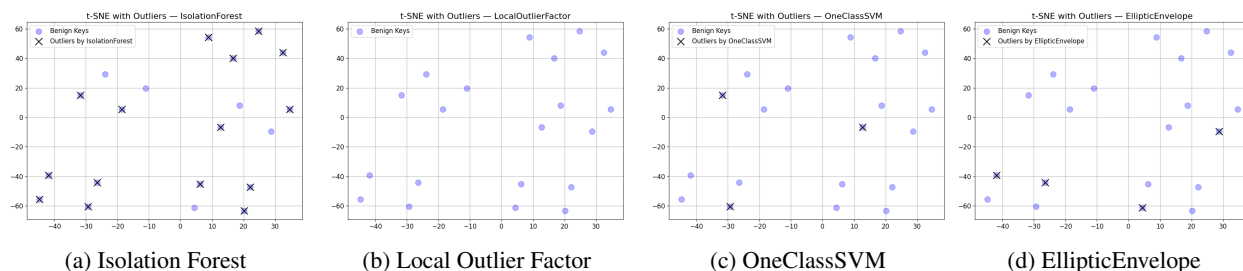 t-SNE with Outliers — IsolationForest
Benign Keys
Outliers by IsolationForest
60
40
20
0
−20
−40
−60
−40 −30 −20 −10 0 10 20 30
(a) Isolation Forest
t-SNE with Outliers — LocalOutlierFactor
Benign Keys
60
40
20
0
−20
−40
−60
−40 −30 −20 −10 0 10 20 30
(b) Local Outlier Factor
t-SNE with Outliers — OneClassSVM
Benign Keys
Outliers by OneClassSVM
60
40
20
0
−20
−40
−60
−40 −30 −20 −10 0 10 20 30
(c) OneClassSVM
t-SNE with Outliers — EllipticEnvelope
Benign Keys
Outliers by EllipticEnvelope
60
40
20
0
−20
−40
−60
−40 −30 −20 −10 0 10 20 30
(d) EllipticEnvelope